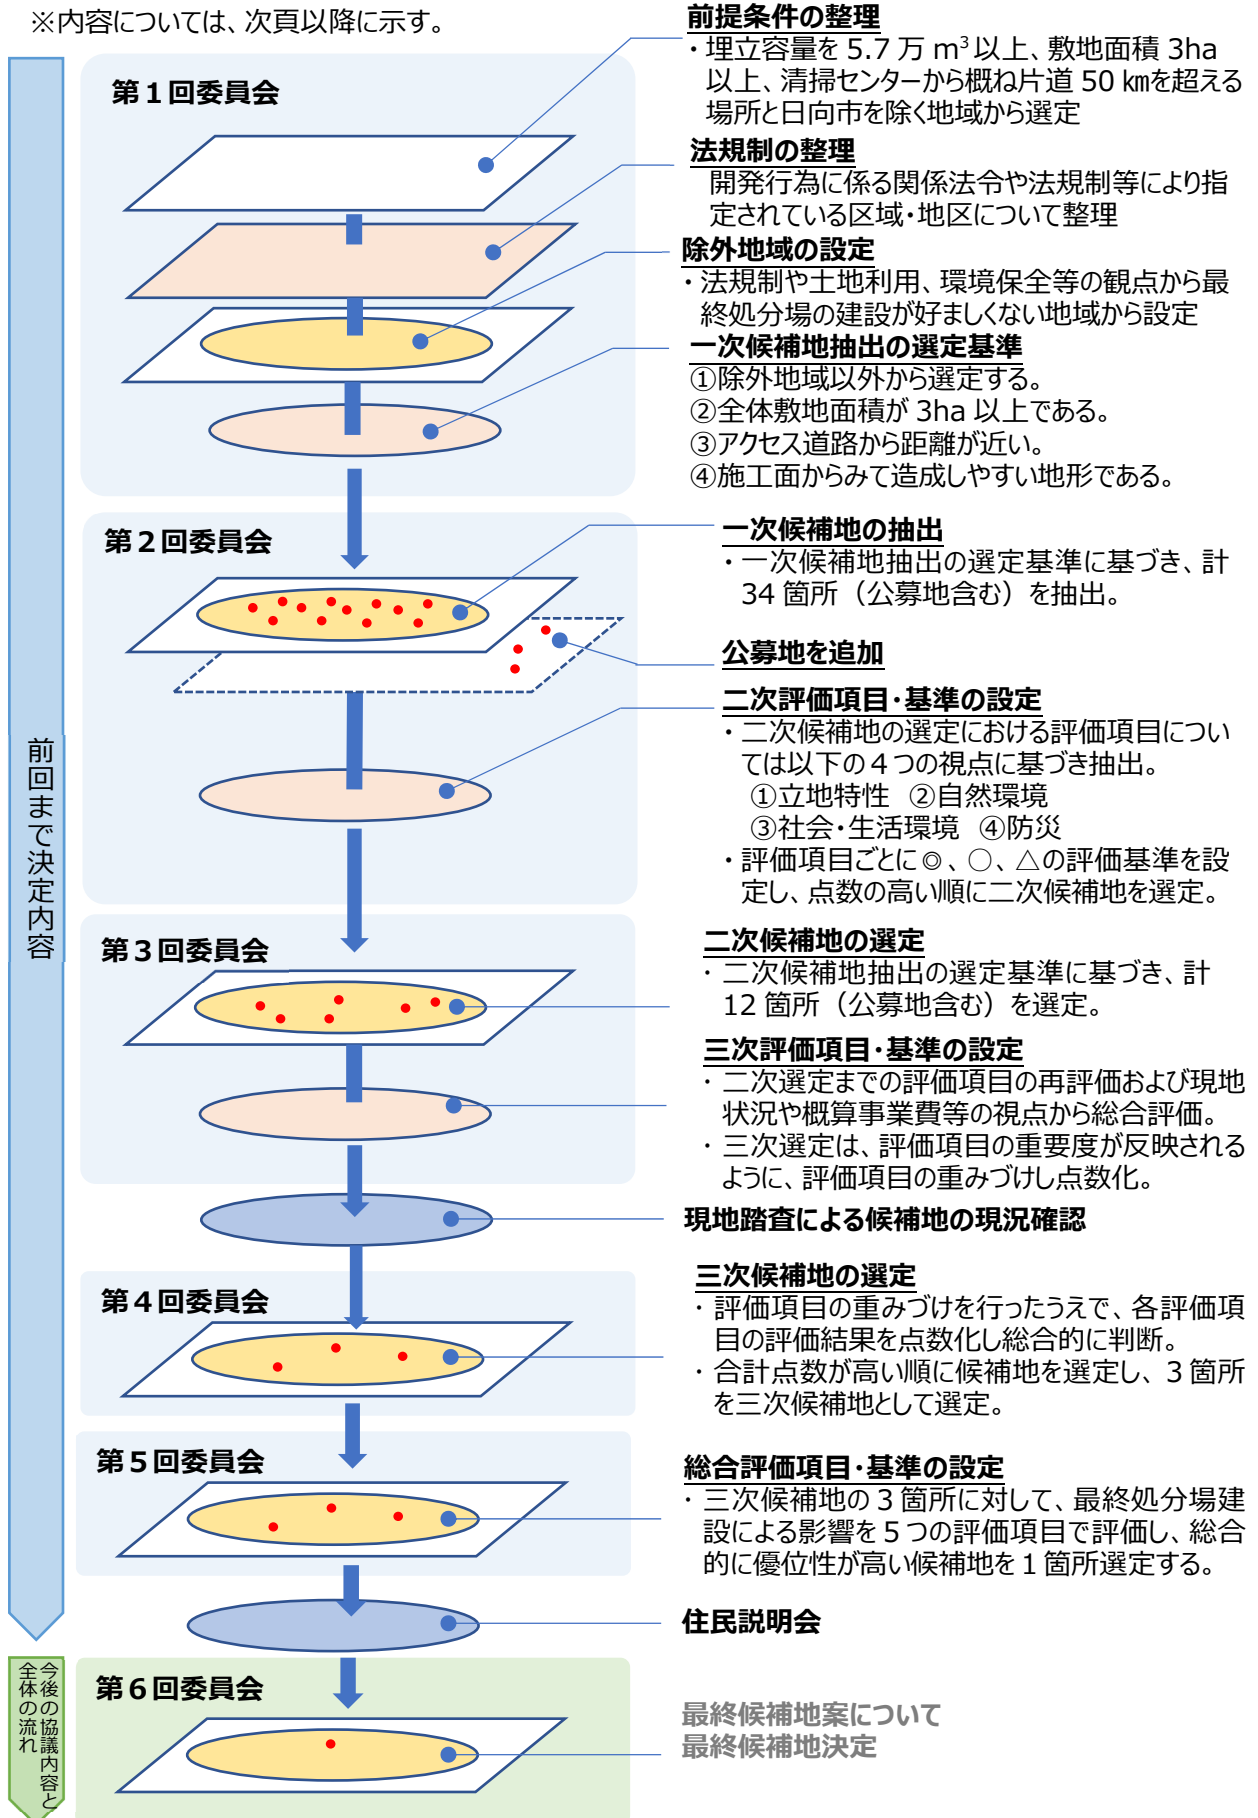 ※内容については、次頁以降に示す。
前回まで決定内容
今後の協議内容と
全体の流れ
第１回委員会
前提条件の整理
・埋立容量を 5.7 万 m³以上、敷地面積 3ha
以上、清掃センターから概ね片道 50 ㎞を超える
場所と日向市を除く地域から選定
法規制の整理
開発行為に係る関係法令や法規制等により指
定されている区域・地区について整理
除外地域の設定
・法規制や土地利用、環境保全等の観点から最
終処分場の建設が好ましくない地域から設定
一次候補地抽出の選定基準
①除外地域以外から選定する。
②全体敷地面積が 3ha 以上である。
③アクセス道路から距離が近い。
④施工面からみて造成しやすい地形である。
第２回委員会
一次候補地の抽出
・一次候補地抽出の選定基準に基づき、計
34 箇所（公募地含む）を抽出。
公募地を追加
二次評価項目・基準の設定
・二次候補地の選定における評価項目につい
ては以下の４つの視点に基づき抽出。
①立地特性 ②自然環境
③社会・生活環境 ④防災
・評価項目ごとに◎、○、△の評価基準を設
定し、点数の高い順に二次候補地を選定。
第３回委員会
二次候補地の選定
・二次候補地抽出の選定基準に基づき、計
12 箇所（公募地含む）を選定。
三次評価項目・基準の設定
・二次選定までの評価項目の再評価および現地
状況や概算事業費等の視点から総合評価。
・三次選定は、評価項目の重要度が反映される
ように、評価項目の重みづけし点数化。
現地踏査による候補地の現況確認
第４回委員会
三次候補地の選定
・評価項目の重みづけを行ったうえで、各評価項
目の評価結果を点数化し総合的に判断。
・合計点数が高い順に候補地を選定し、３箇所
を三次候補地として選定。
第５回委員会
総合評価項目・基準の設定
・三次候補地の３箇所に対して、最終処分場建
設による影響を５つの評価項目で評価し、総合
的に優位性が高い候補地を１箇所選定する。
住民説明会
第６回委員会
最終候補地案について
最終候補地決定